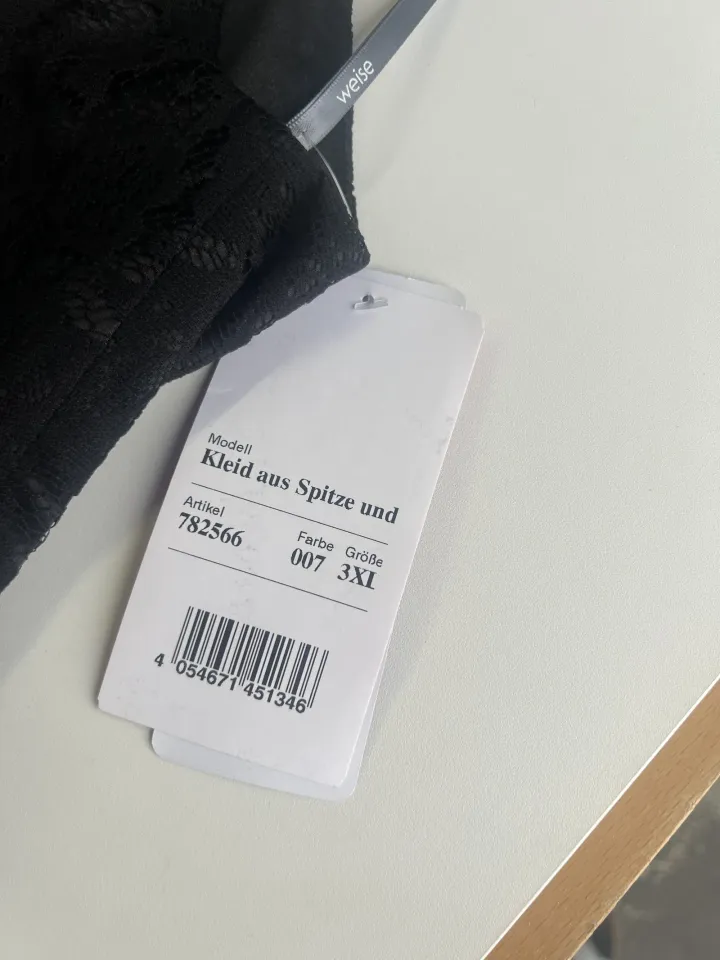 weise
Modell
Kleid aus Spitze und
Artikel Farbe Größe
782566 007 3XL
4 054671 451346